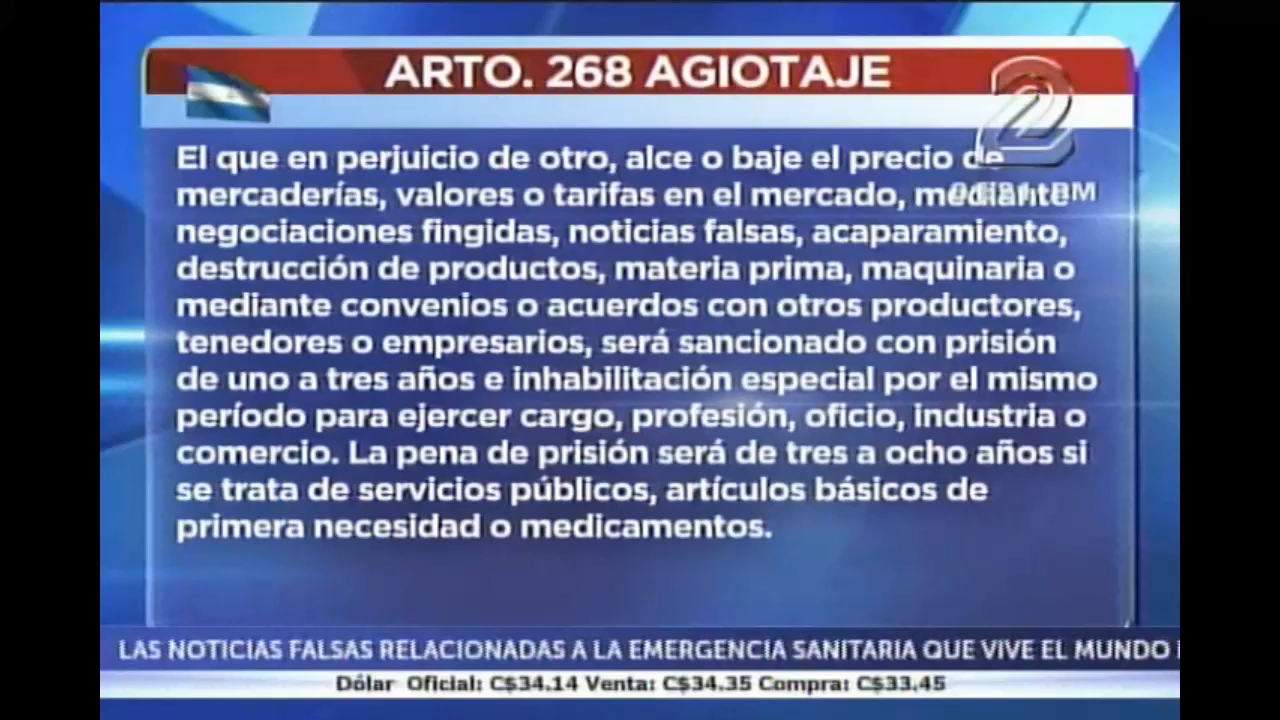 ARTO. 268 AGIOTAJE
2
El que en perjuicio de otro, alce o baje el precio de
mercaderías, valores o tarifas en el mercado, mediante
PM
negociaciones fingidas, noticias falsas, acaparamiento,
destrucción de productos, materia prima, maquinaria o
mediante convenios o acuerdos con otros productores,
tenedores o empresarios, será sancionado con prisión
de uno a tres años e inhabilitación especial por el mismo
período para ejercer cargo, profesión, oficio, industria o
comercio. La pena de prisión será de tres a ocho años si
se trata de servicios públicos, artículos básicos de
primera necesidad o medicamentos.
LAS NOTICIAS FALSAS RELACIONADAS A LA EMERGENCIA SANITARIA QUE VIVE EL MUNDO
Dólar Oficial: C$34.14 Venta: C$34.35 Compra: C$33.45